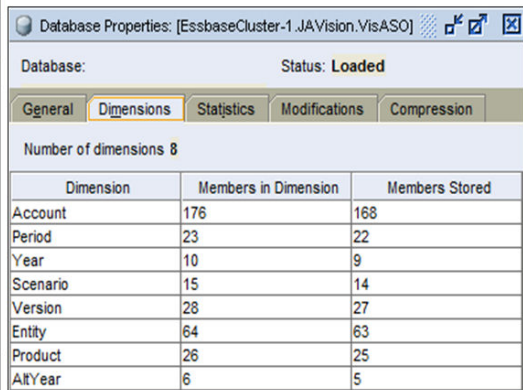 Database Properties: [EssbaseCluster-1.JAVision.VisASO]
Database: Status: Loaded
General Dimensions Statistics Modifications Compression
Number of dimensions 8
Dimension Members in Dimension Members Stored
Account 176 168
Period 23 22
Year 10 9
Scenario 15 14
Version 28 27
Entity 64 63
Product 26 25
AltYear 6 5